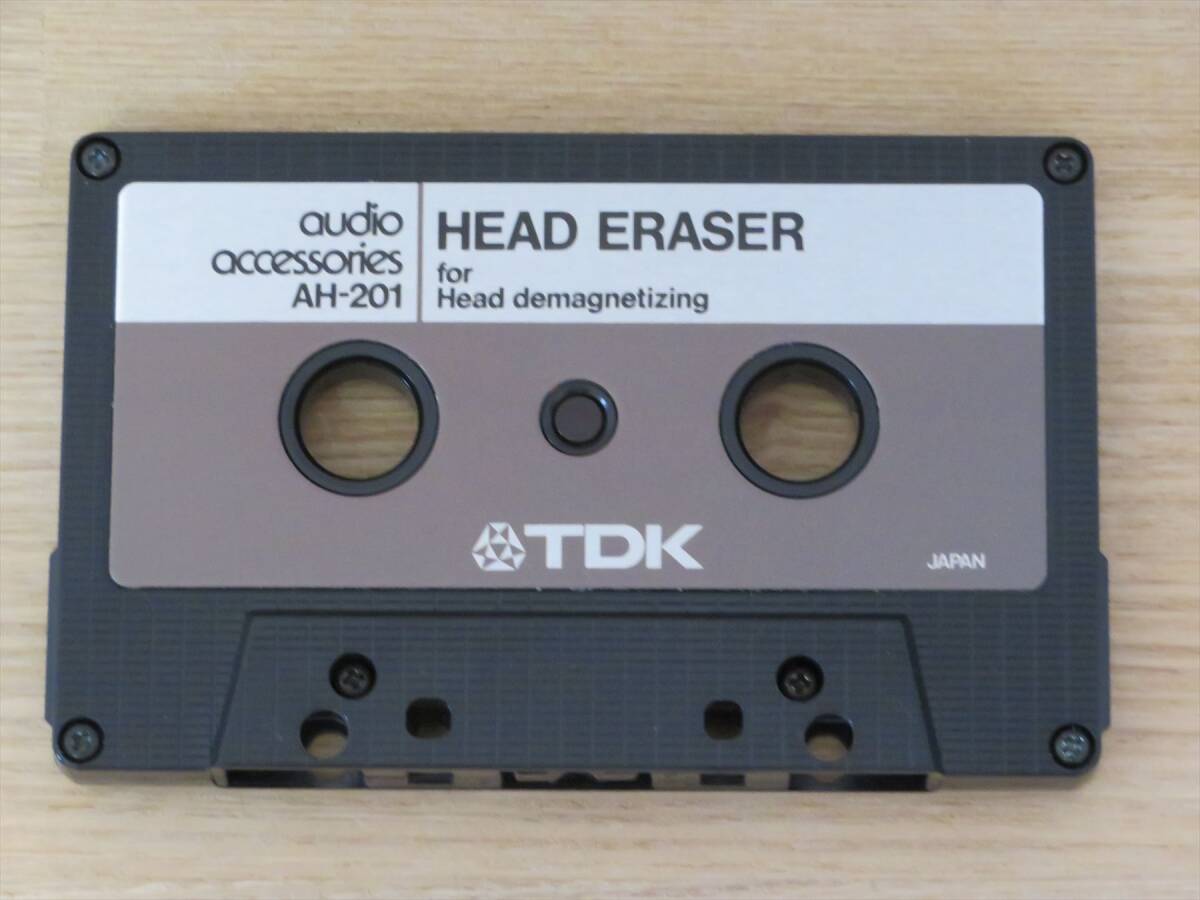 audio
accessories
AH-201
HEAD ERASER
for
Head demagnetizing
TDK
JAPAN